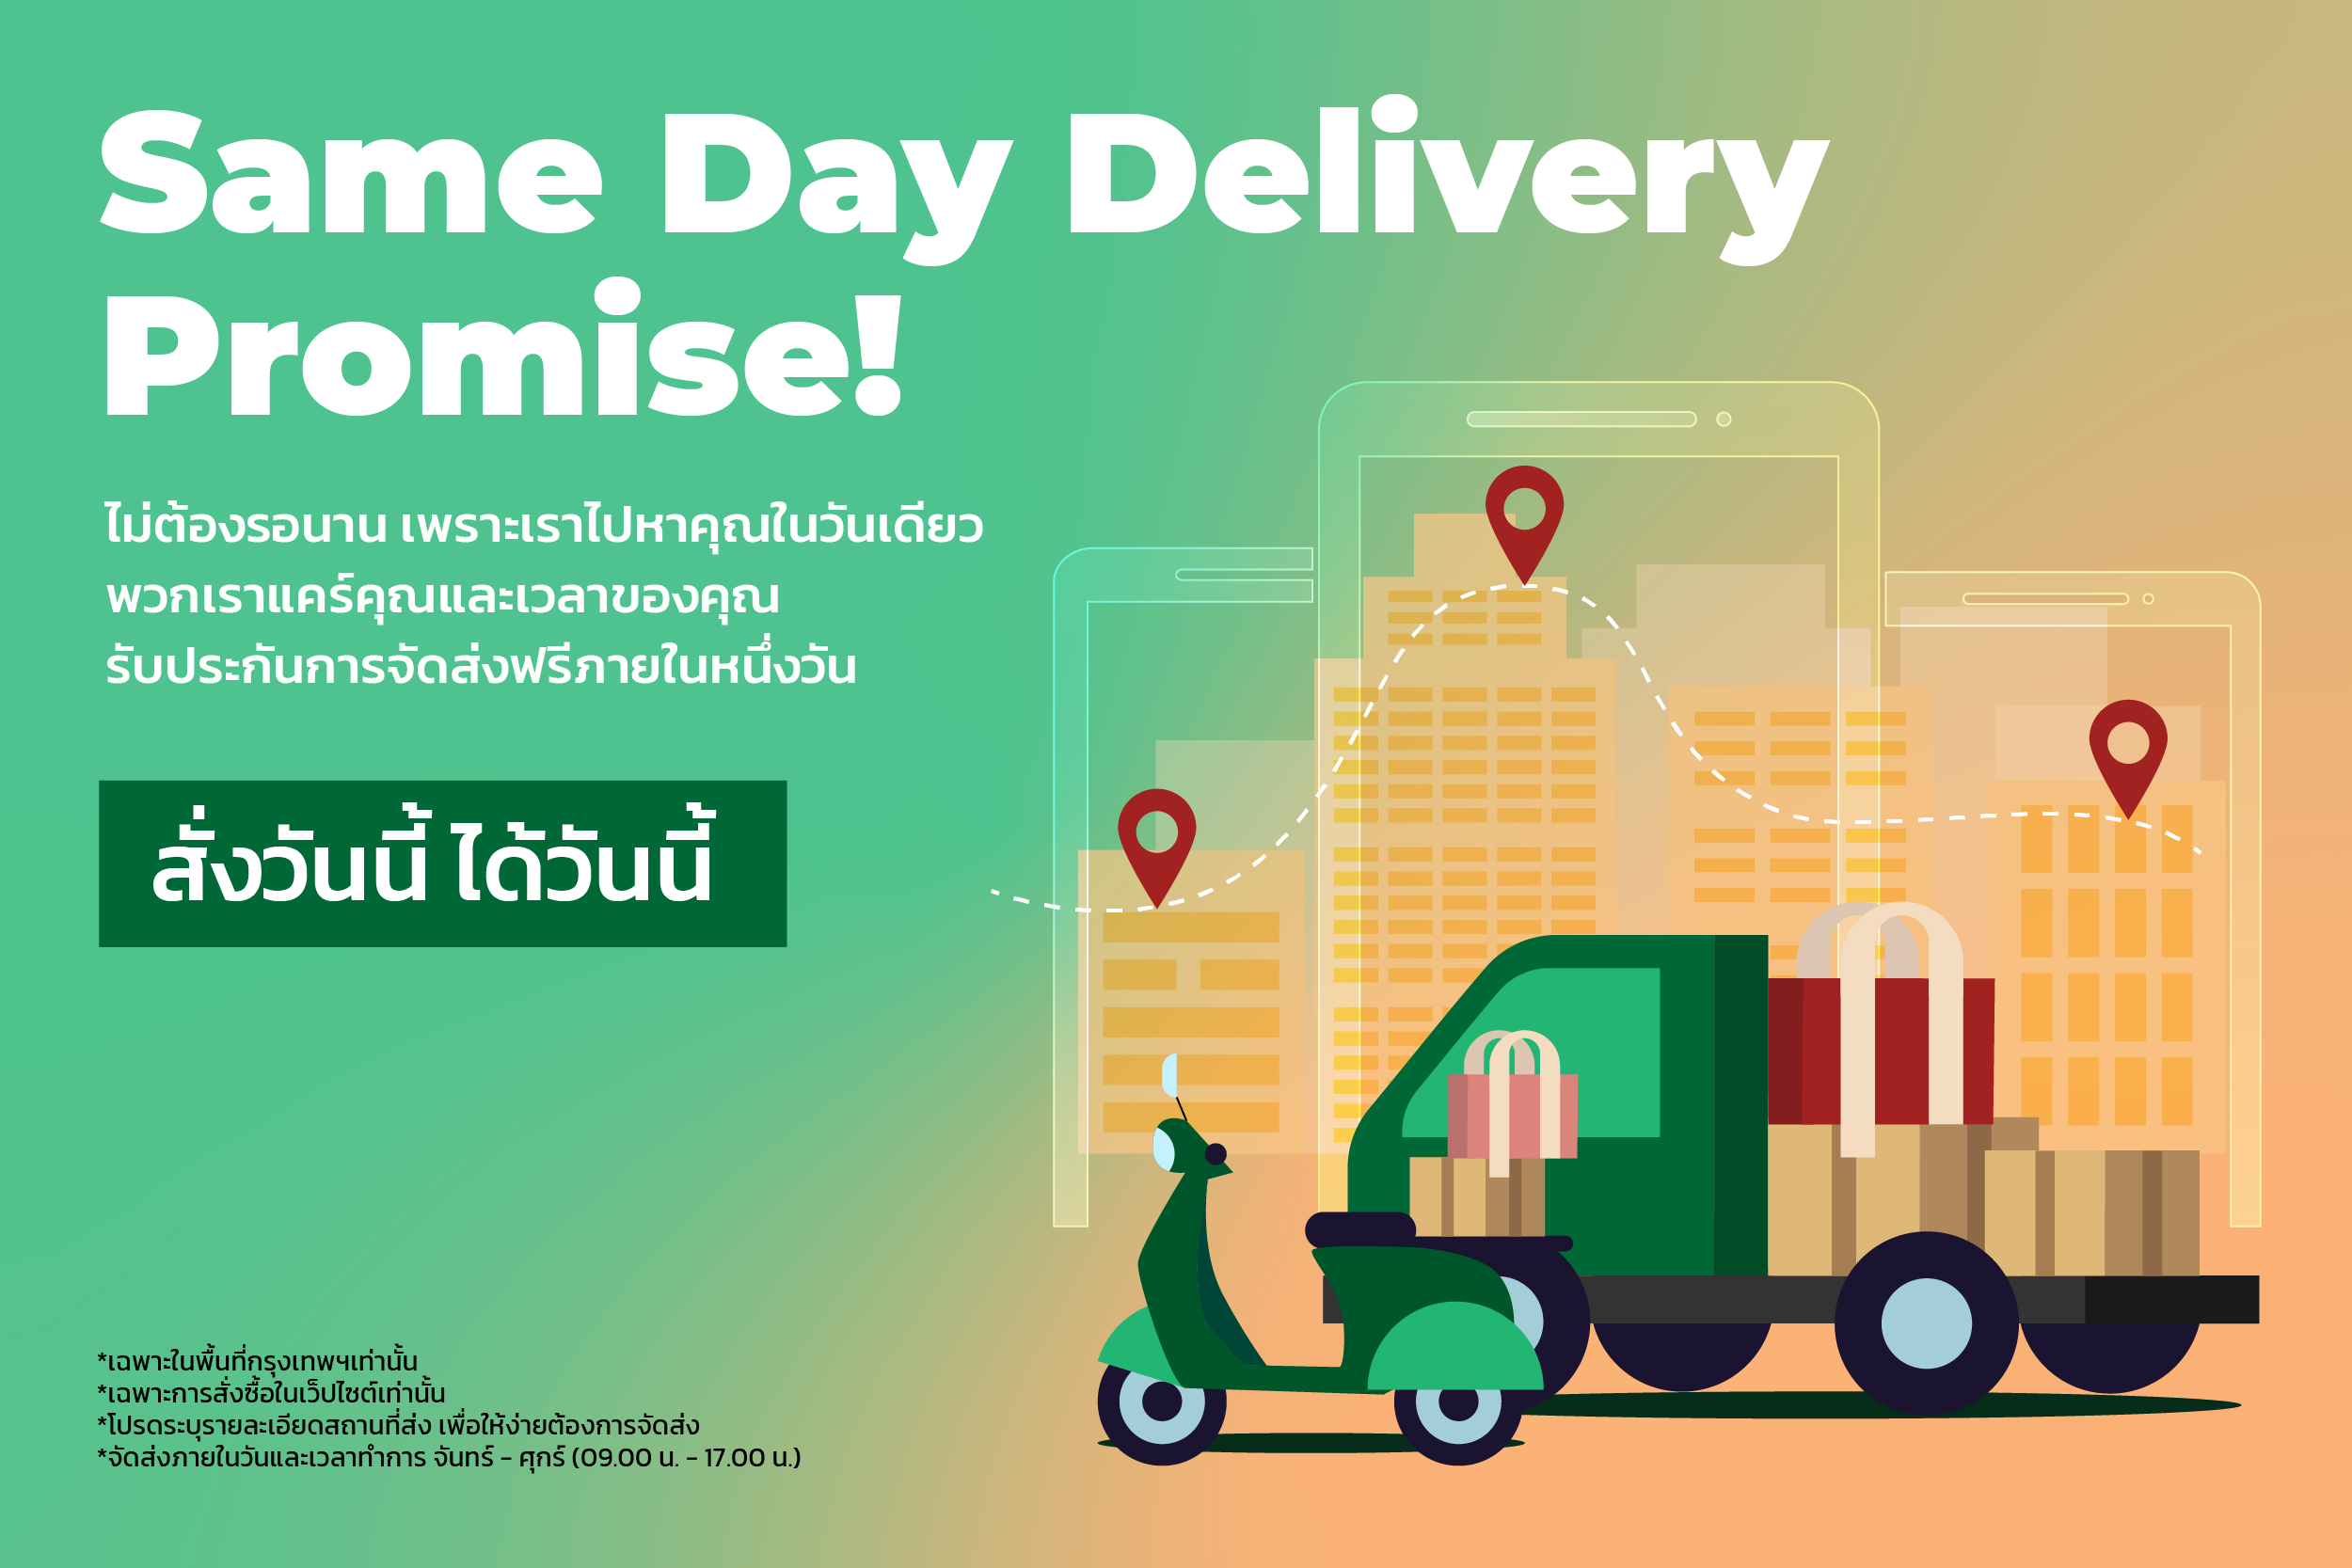 Same Day Delivery
Promise!
ไม่ต้องรอนาน เพราะเราไปหาคุณในวันเดียว
พวกเราแคร์คุณและเวลาของคุณ
รับประกันการจัดส่งฟรีภายในหนึ่งวัน
สั่งวันนี้ ได้วันนี้
*เฉพาะในพื้นที่กรุงเทพฯเท่านั้น
*เฉพาะการสั่งซื้อในเว็ปไซต์เท่านั้น
*โปรดระบุรายละเอียดสถานที่ส่ง เพื่อให้ง่ายต้องการจัดส่ง
*จัดส่งภายในวันและเวลาทำการ จันทร์ - ศุกร์ (09.00 น. - 17.00 น.)